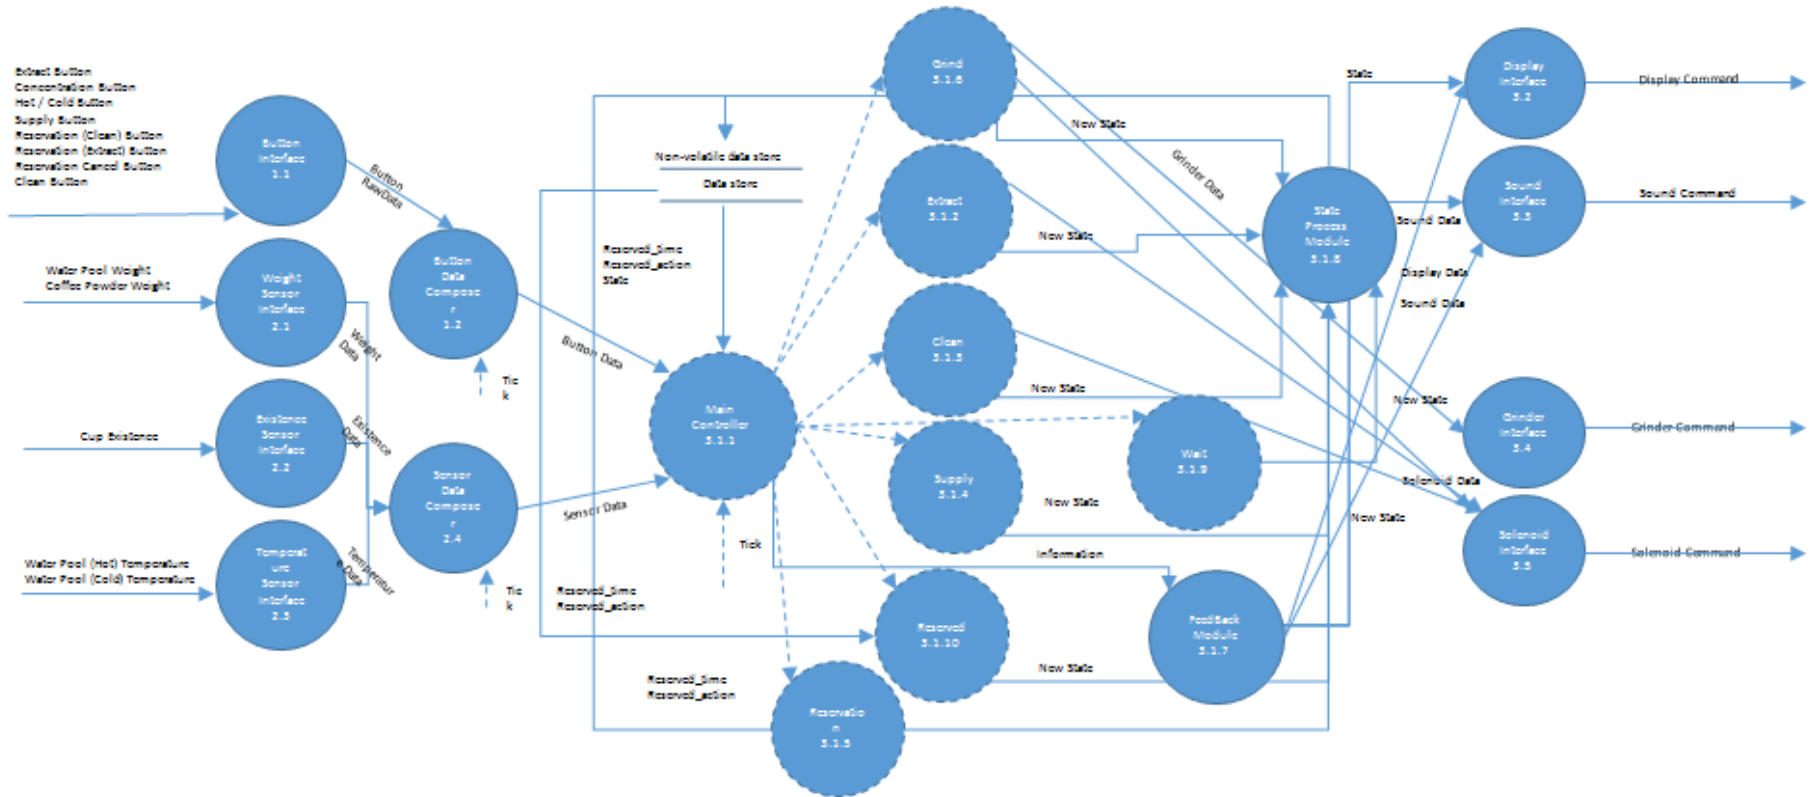 Extract Button
Concentration Button
Hot / Cold Button
Supply Button
Reservation (Clean) Button
Reservation (Extract) Button
Reservation Cancel Button
Clean Button
Button
Interface
1.1
Button
RawData
Water Pool Weight
Coffee Powder Weight
Weight
Sensor
Interface
2.1
Weight
Data
Button
Data
Compose
r
1.2
Tic
k
Button Data
Cup Existence
Existence
Sensor
Interface
2.2
Existence
Data
Sensor
Data
Compose
r
2.4
Tic
k
Sensor Data
Water Pool (Hot) Temperature
Water Pool (Cold) Temperature
Temperat
ure
Sensor
Interface
2.3
Temperatur
e Data
Non-volatile data store
Data store
Reserved_time
Reserved_action
State
Main
Controller
3.1.1
Tick
Reserved_time
Reserved_action
Reserved_time
Reserved_action
Grind
3.1.6
New State
Grinder Data
Extract
3.1.2
New State
Clean
3.1.3
New State
Supply
3.1.4
New State
Wait
3.1.9
New State
Information
Reserved
3.1.10
New State
Reservatio
n
3.1.5
FeedBack
Module
3.1.7
State
Process
Module
3.1.8
State
Sound Data
Display Data
Sound Data
New State
Solenoid Data
Display
Interface
3.2
Display Command
Sound
Interface
3.3
Sound Command
Grinder
Interface
3.4
Grinder Command
Solenoid
Interface
3.5
Solenoid Command